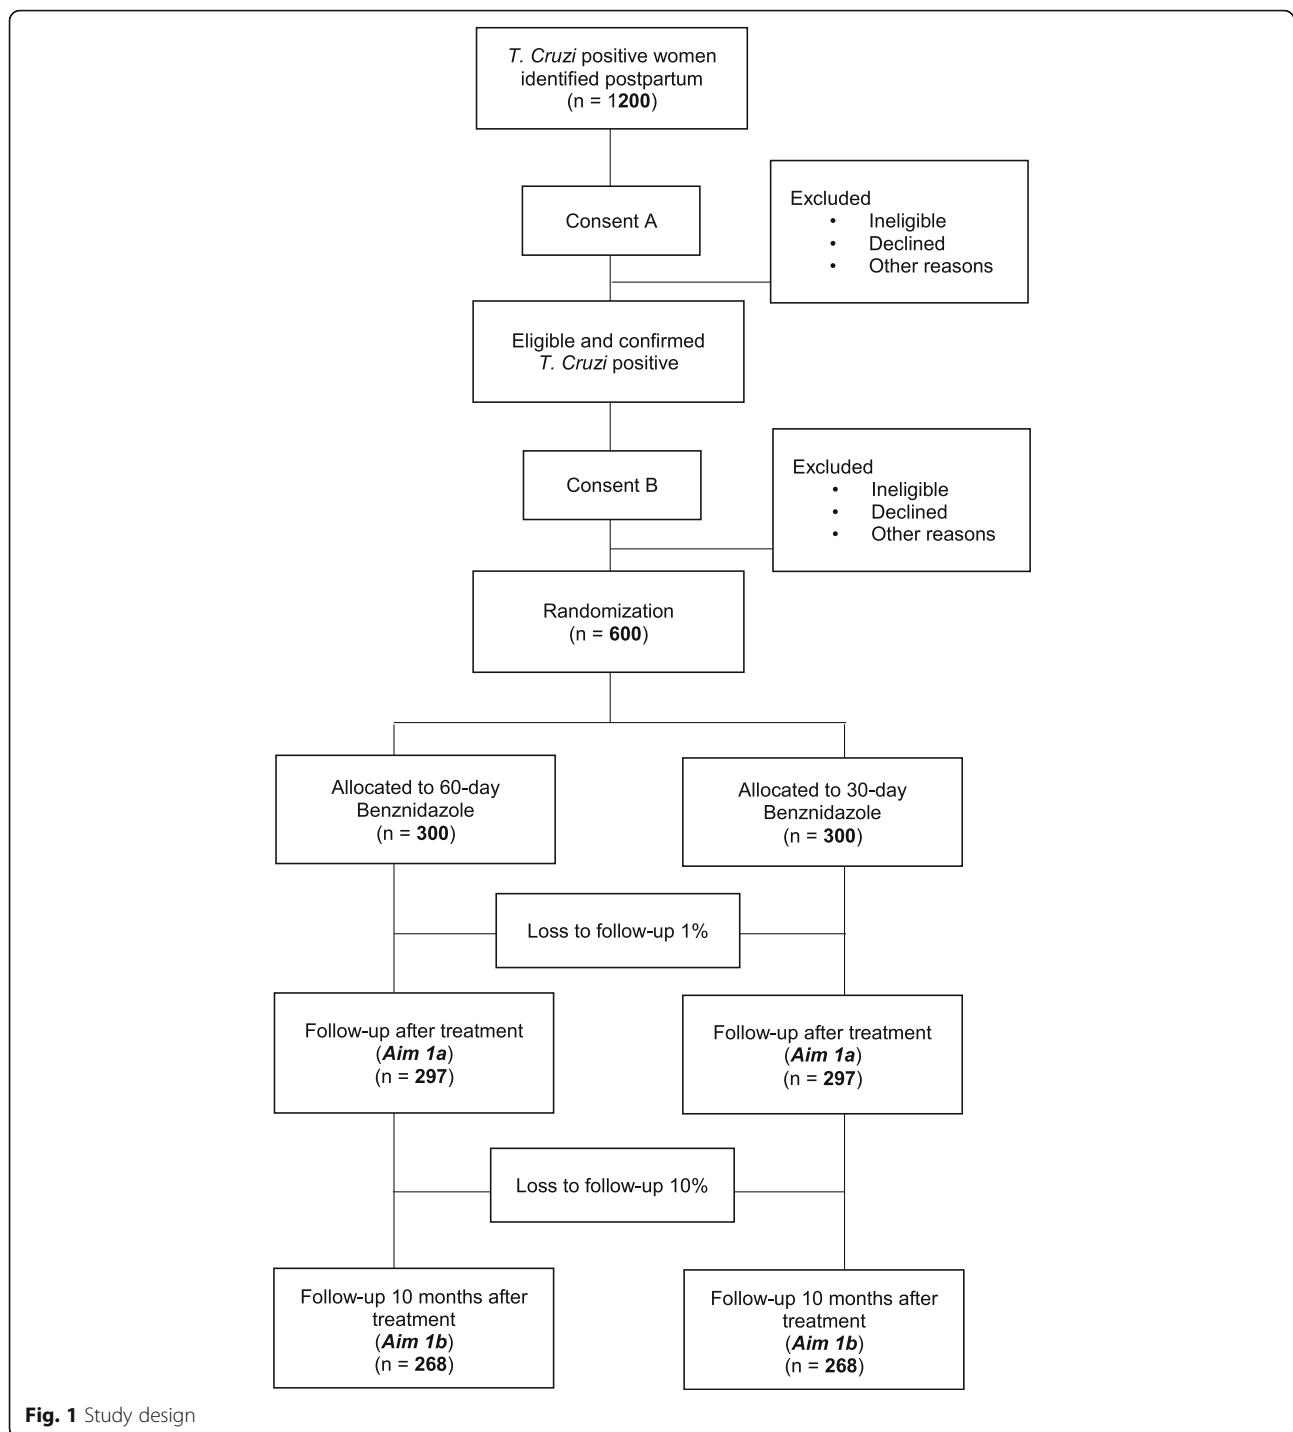 T. Cruzi positive women
identified postpartum
(n = 1200)
Consent A
Excluded
• Ineligible
• Declined
• Other reasons
Eligible and confirmed
T. Cruzi positive
Consent B
Excluded
• Ineligible
• Declined
• Other reasons
Randomization
(n = 600)
Allocated to 60-day
Benznidazole
(n = 300)
Allocated to 30-day
Benznidazole
(n = 300)
Loss to follow-up 1%
Follow-up after treatment
(Aim 1a)
(n = 297)
Follow-up after treatment
(Aim 1a)
(n = 297)
Loss to follow-up 10%
Follow-up 10 months after
treatment
(Aim 1b)
(n = 268)
Follow-up 10 months after
treatment
(Aim 1b)
(n = 268)
Fig. 1 Study design